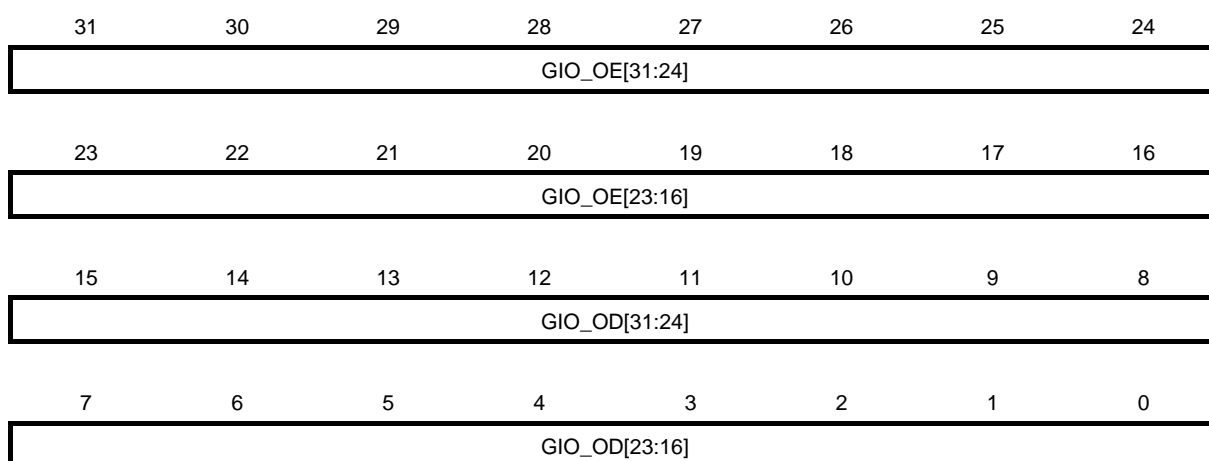 31 30 29 28 27 26 25 24
GIO_OE[31:24]
23 22 21 20 19 18 17 16
GIO_OE[23:16]
15 14 13 12 11 10 9 8
GIO_OD[31:24]
7 6 5 4 3 2 1 0
GIO_OD[23:16]